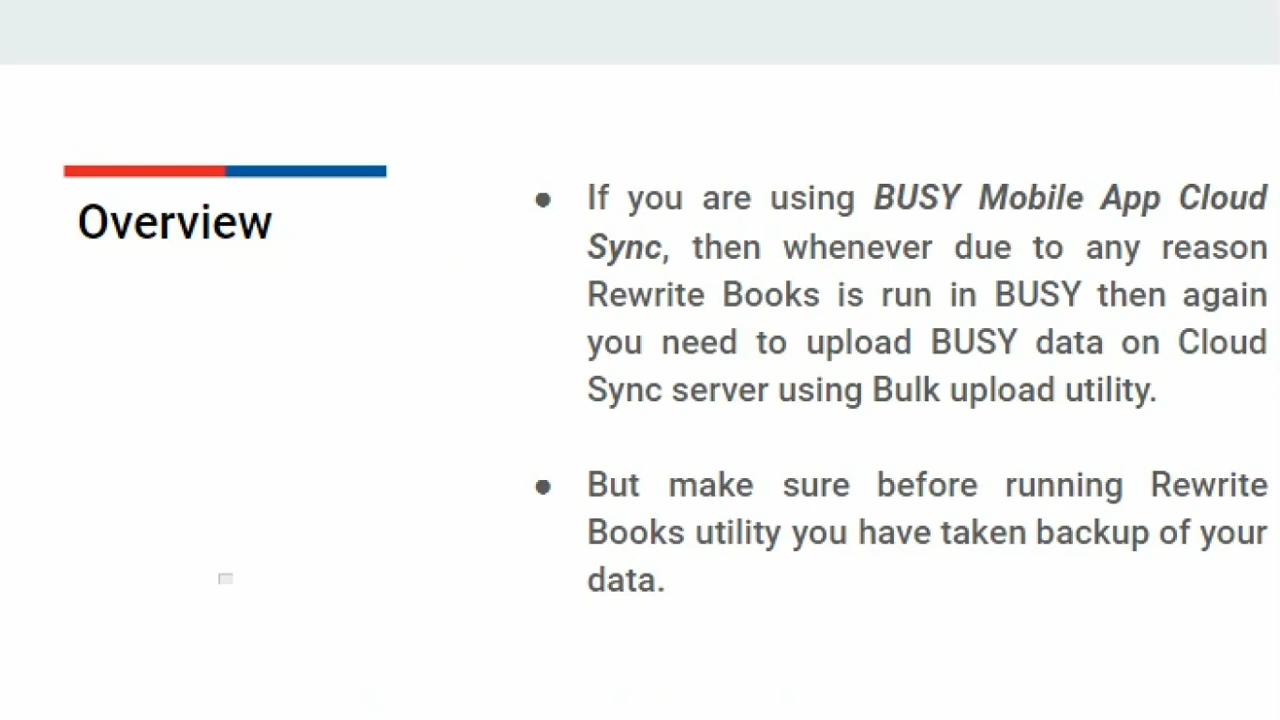 Overview
● If you are using BUSY Mobile App Cloud
Sync, then whenever due to any reason
Rewrite Books is run in BUSY then again
you need to upload BUSY data on Cloud
Sync server using Bulk upload utility.
● But make sure before running Rewrite
Books utility you have taken backup of your
data.